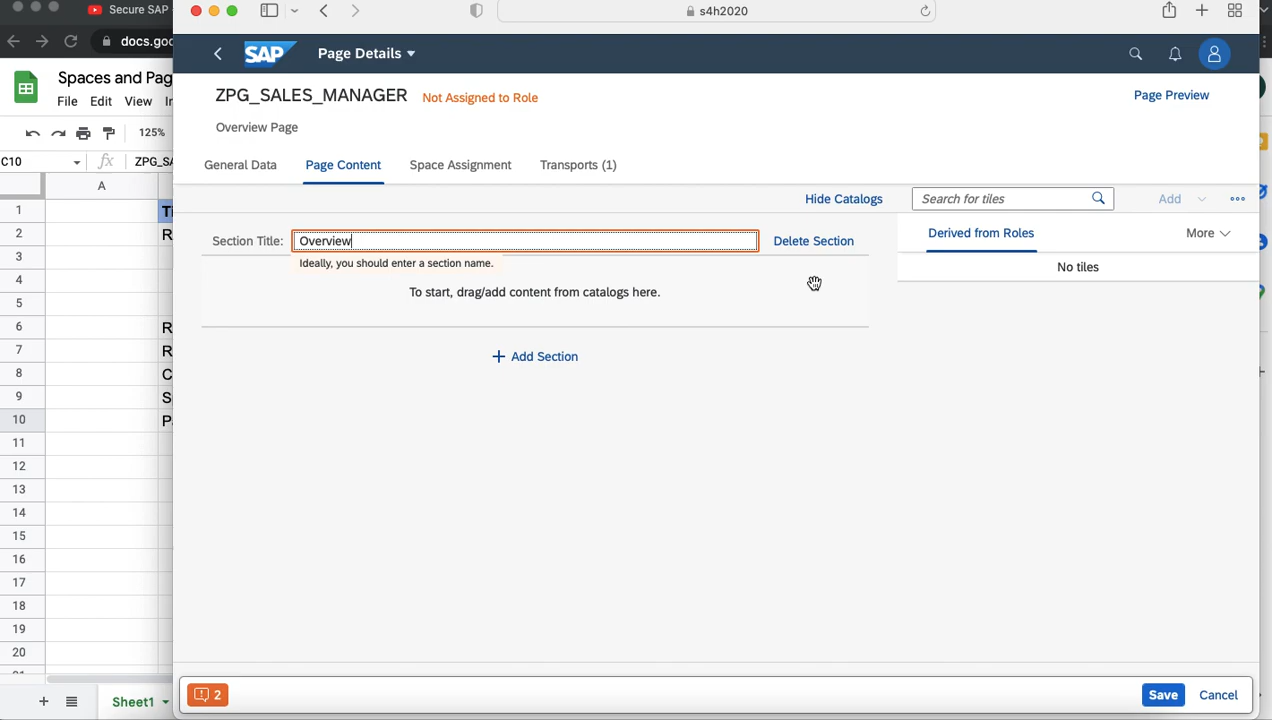 Secure SAP
s4h2020
docs.goo
SAP Page Details
Spaces and Pag
File Edit View In
ZPG_SALES_MANAGER Not Assigned to Role
Page Preview
Overview Page
125%
C10 fx ZPG_SA
General Data Page Content Space Assignment Transports (1)
A
Hide Catalogs Search for tiles Add
Derived from Roles More
No tiles
Section Title: Overview Delete Section
Ideally, you should enter a section name.
To start, drag/add content from catalogs here.
+ Add Section
1 Ti
2 R
3
4
5
6 R
7 R
8 C
9 S
10 P
11
12
13
14
15
16
17
18
19
20
Sheet1
2 Save Cancel